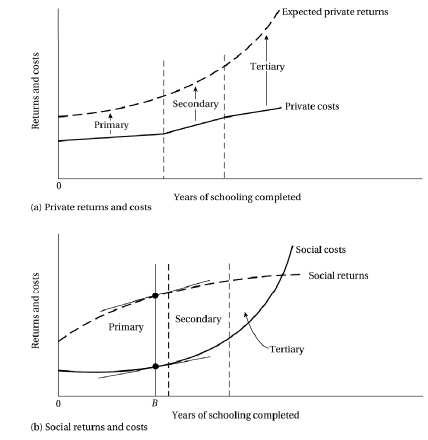 Expected private returns
Returns and costs
Tertiary
Secondary
Primary
Private costs
0
Years of schooling completed
(a) Private returns and costs
Social costs
Social returns
Returns and costs
Primary
Secondary
Tertiary
0
B
Years of schooling completed
(b) Social returns and costs